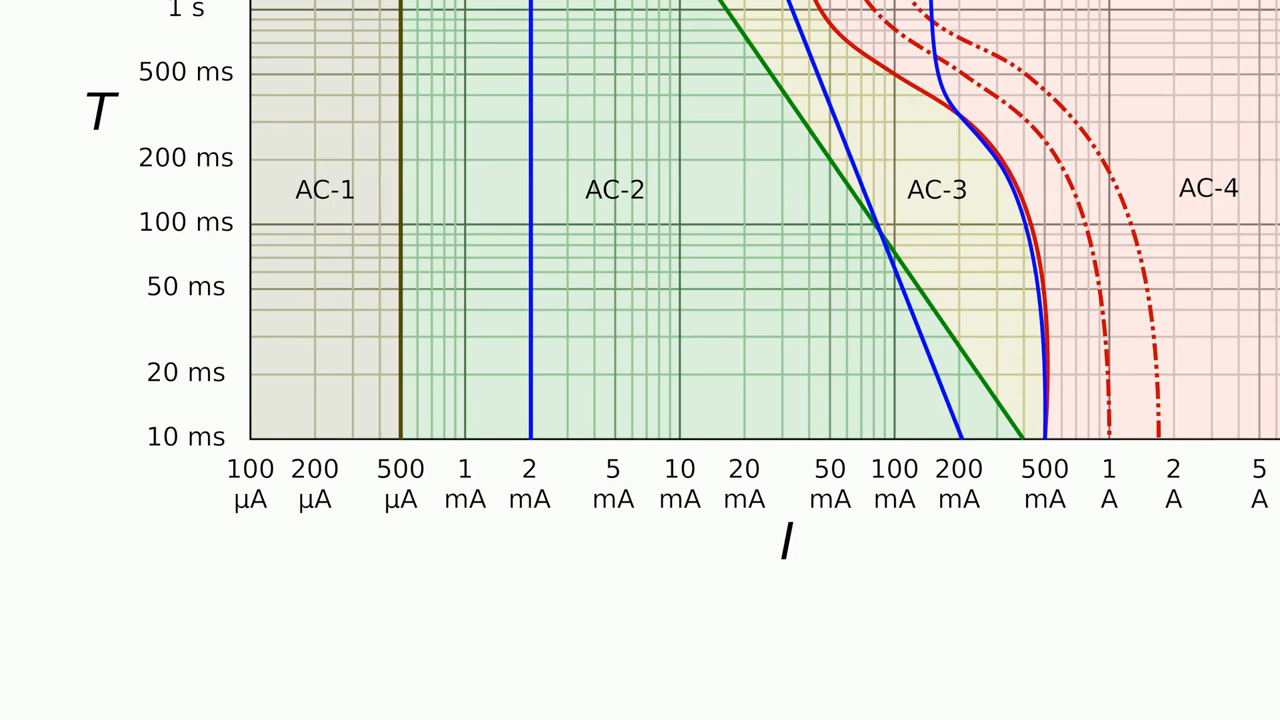 1 s
500 ms
T
200 ms
AC-1 AC-2 AC-3 AC-4
100 ms
50 ms
20 ms
10 ms
100 200 500 1 2 5 10 20 50 100 200 500 1 2 5
µA µA µA mA mA mA mA mA mA mA mA mA A A A
I